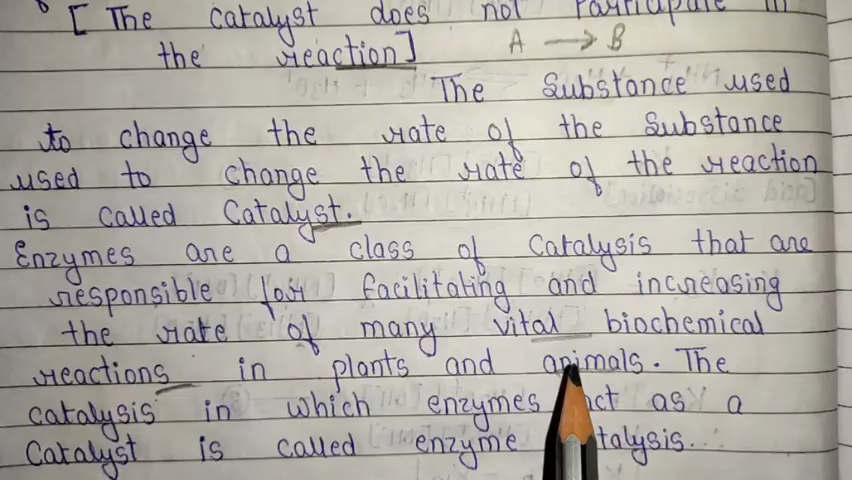 [ The catalyst does not Participate in
the reaction] A → B
The Substance used
to change the rate of the Substance
used to change the rate of the reaction
is called Catalyst.
Enzymes are a class of Catalysis that are
responsible for facilitating and increasing
the rate of many vital biochemical
reactions in plants and animals. The
catalysis in which enzymes act as a
Catalyst is called enzyme talysis.